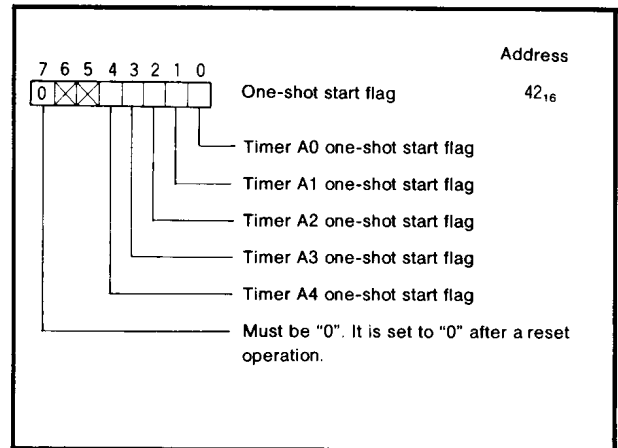 Address
7 6 5 4 3 2 1 0
0 One-shot start flag 42₁₆
Timer A0 one-shot start flag
Timer A1 one-shot start flag
Timer A2 one-shot start flag
Timer A3 one-shot start flag
Timer A4 one-shot start flag
Must be "0". It is set to "0" after a reset
operation.